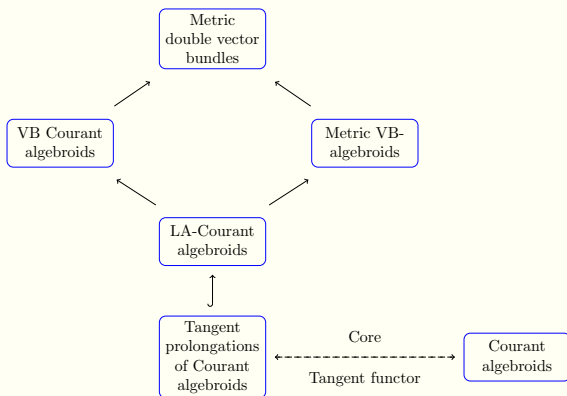 Metric
double vector
bundles
VB Courant
algebroids
Metric VB-
algebroids
LA-Courant
algebroids
Tangent
prolongations
of Courant
algebroids
Core
Tangent functor
Courant
algebroids